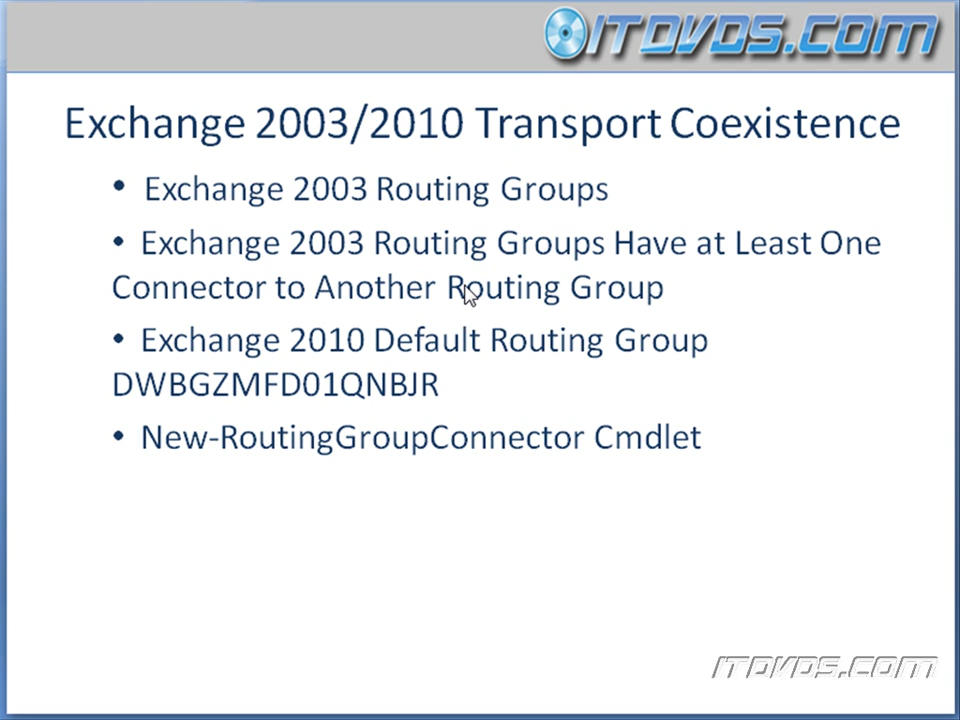 ITDVDS.COM
Exchange 2003/2010 Transport Coexistence
• Exchange 2003 Routing Groups
• Exchange 2003 Routing Groups Have at Least One
Connector to Another Routing Group
• Exchange 2010 Default Routing Group
DWBGZMFD01QNBJR
• New-RoutingGroupConnector Cmdlet
ITDVDS.COM